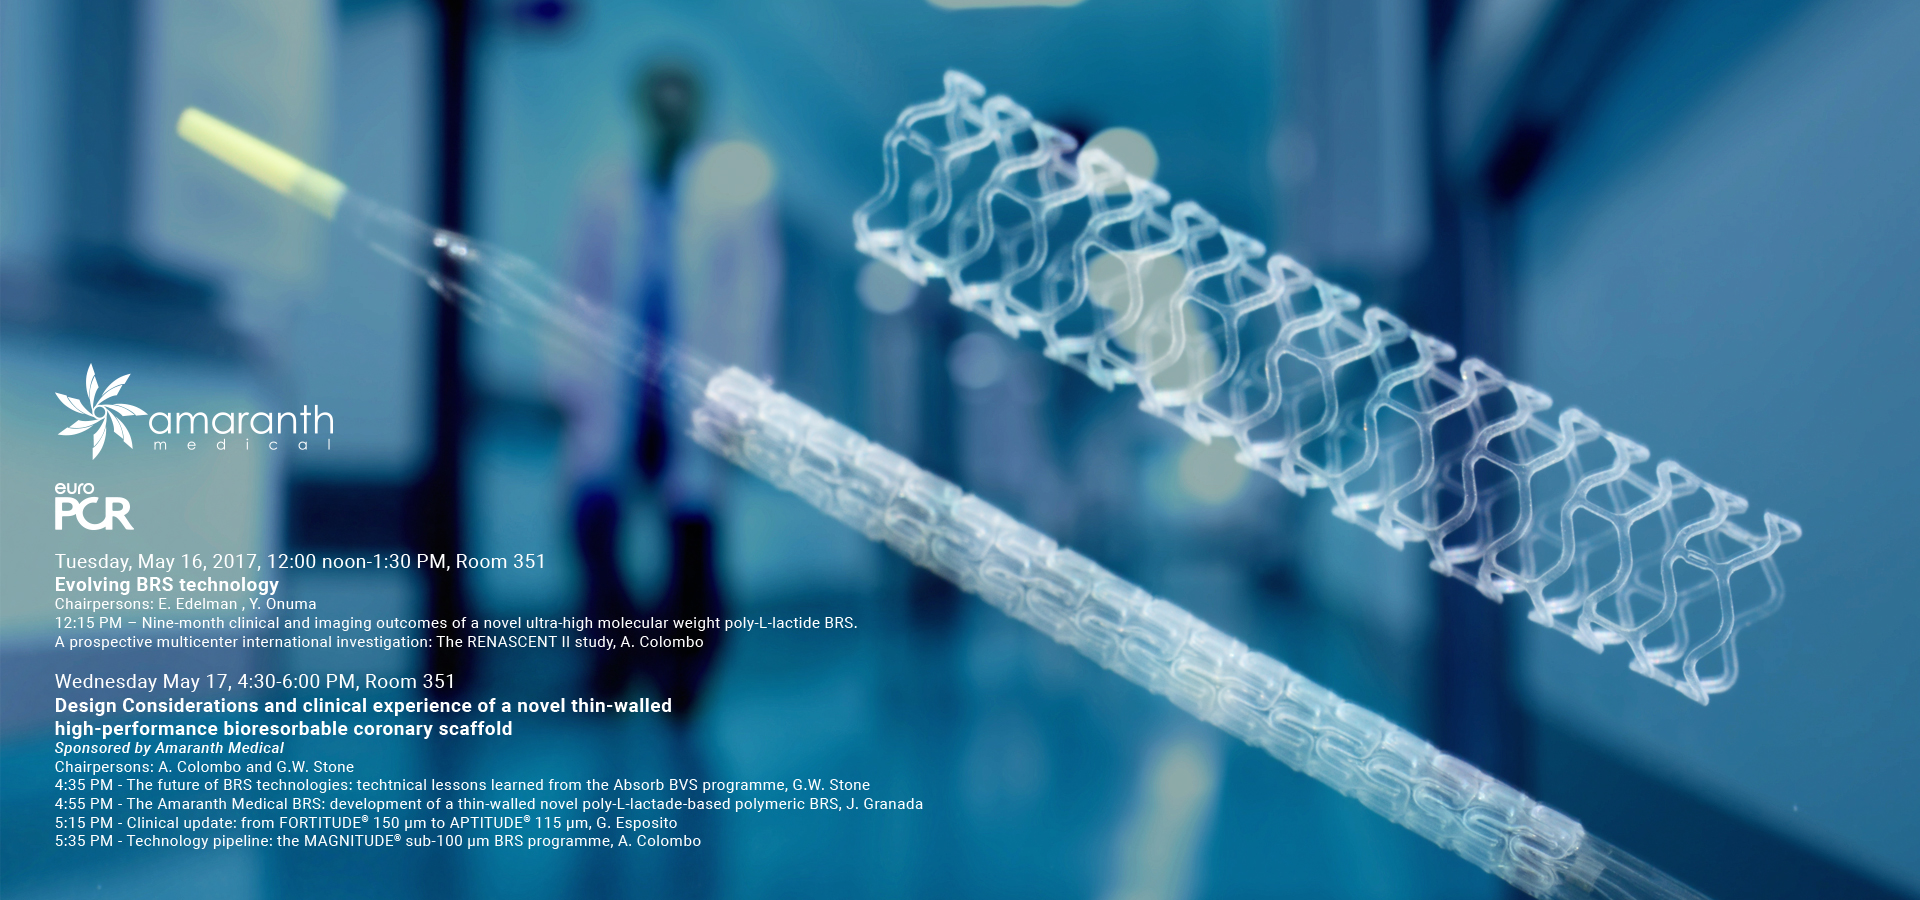 amaranth
medical
euro
PCR
Tuesday, May 16, 2017, 12:00 noon-1:30 PM, Room 351
Evolving BRS technology
Chairpersons: E. Edelman , Y. Onuma
12:15 PM – Nine-month clinical and imaging outcomes of a novel ultra-high molecular weight poly-L-lactide BRS.
A prospective multicenter international investigation: The RENASCENT II study, A. Colombo
Wednesday May 17, 4:30-6:00 PM, Room 351
Design Considerations and clinical experience of a novel thin-walled
high-performance bioresorbable coronary scaffold
Sponsored by Amaranth Medical
Chairpersons: A. Colombo and G.W. Stone
4:35 PM - The future of BRS technologies: techtnical lessons learned from the Absorb BVS programme, G.W. Stone
4:55 PM - The Amaranth Medical BRS: development of a thin-walled novel poly-L-lactade-based polymeric BRS, J. Granada
5:15 PM - Clinical update: from FORTITUDE® 150 µm to APTITUDE® 115 µm, G. Esposito
5:35 PM - Technology pipeline: the MAGNITUDE® sub-100 µm BRS programme, A. Colombo